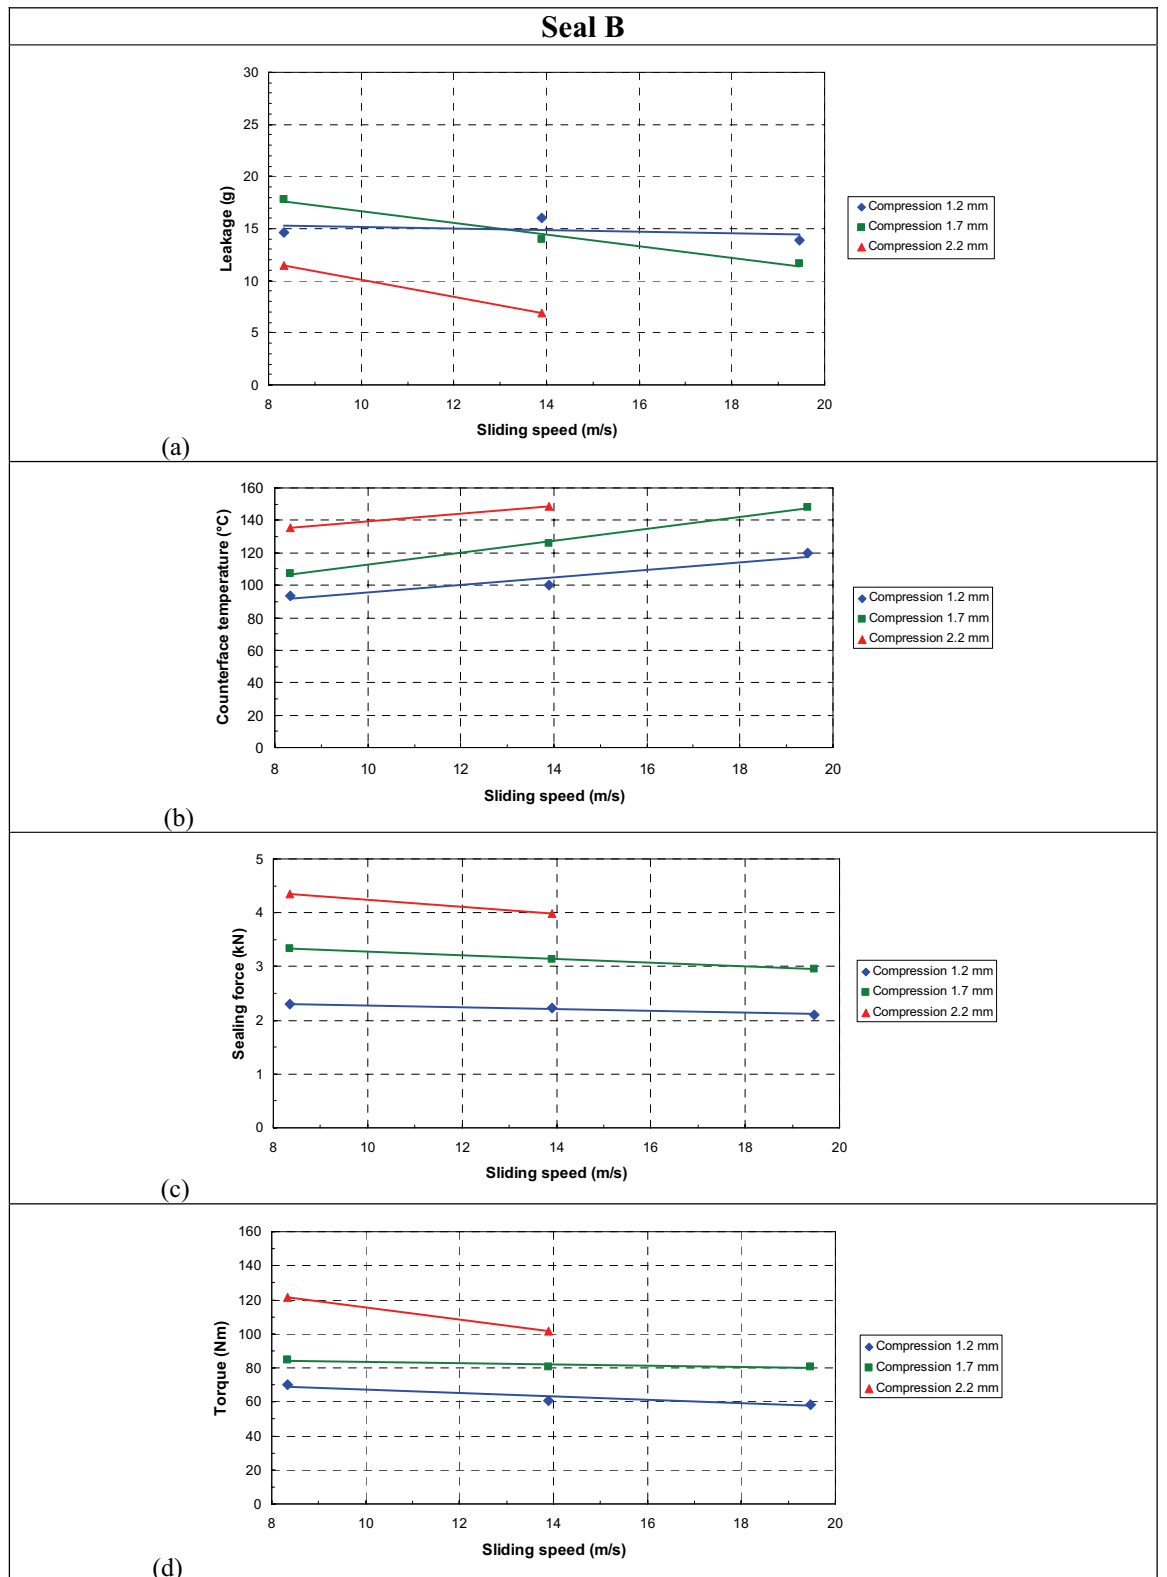 Seal B
30
25
20
15
10
5
0
Leakage (g)
8 10 12 14 16 18 20
Sliding speed (m/s)
Compression 1.2 mm
Compression 1.7 mm
Compression 2.2 mm
(a)
160
140
120
100
80
60
40
20
0
Counterface temperature (°C)
8 10 12 14 16 18 20
Sliding speed (m/s)
Compression 1.2 mm
Compression 1.7 mm
Compression 2.2 mm
(b)
5
4
3
2
1
0
Sealing force (kN)
8 10 12 14 16 18 20
Sliding speed (m/s)
Compression 1.2 mm
Compression 1.7 mm
Compression 2.2 mm
(c)
160
140
120
100
80
60
40
20
0
Torque (Nm)
8 10 12 14 16 18 20
Sliding speed (m/s)
Compression 1.2 mm
Compression 1.7 mm
Compression 2.2 mm
(d)